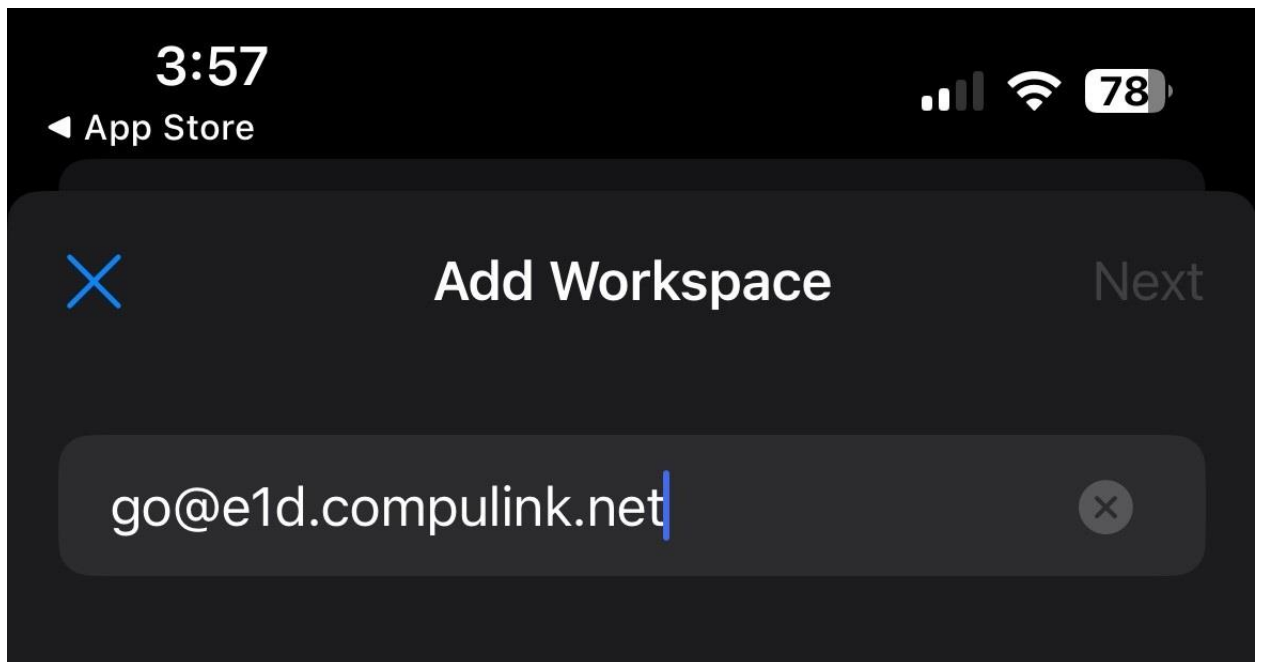 3:57
78
◀ App Store
Add Workspace
Next
go@e1d.compulink.net